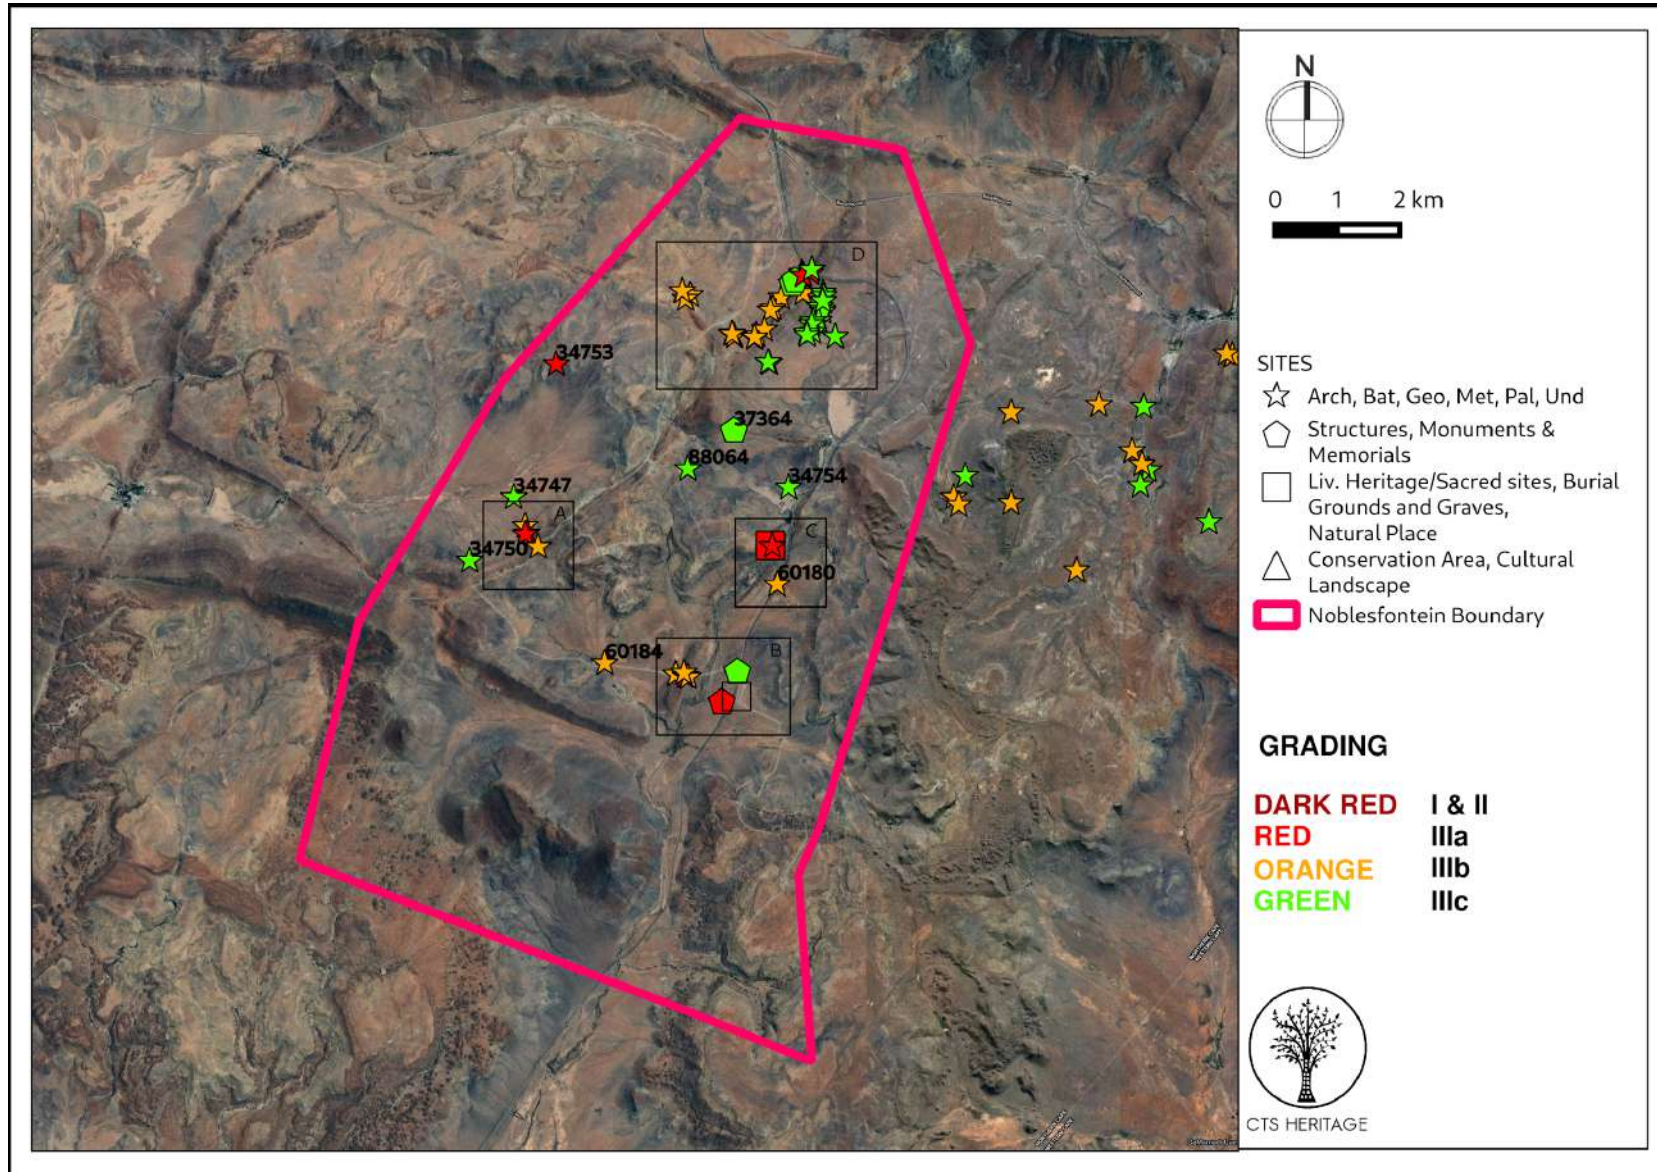 D
34753
37364
88064
34754
34747
A
34750
C
60180
60184
B
N
0 1 2 km
SITES
Arch, Bat, Geo, Met, Pal, Und
Structures, Monuments &
Memorials
Liv. Heritage/Sacred sites, Burial
Grounds and Graves,
Natural Place
Conservation Area, Cultural
Landscape
Noblesfontein Boundary
GRADING
DARK RED I & II
RED IIIa
ORANGE IIIb
GREEN IIIc
CTS HERITAGE